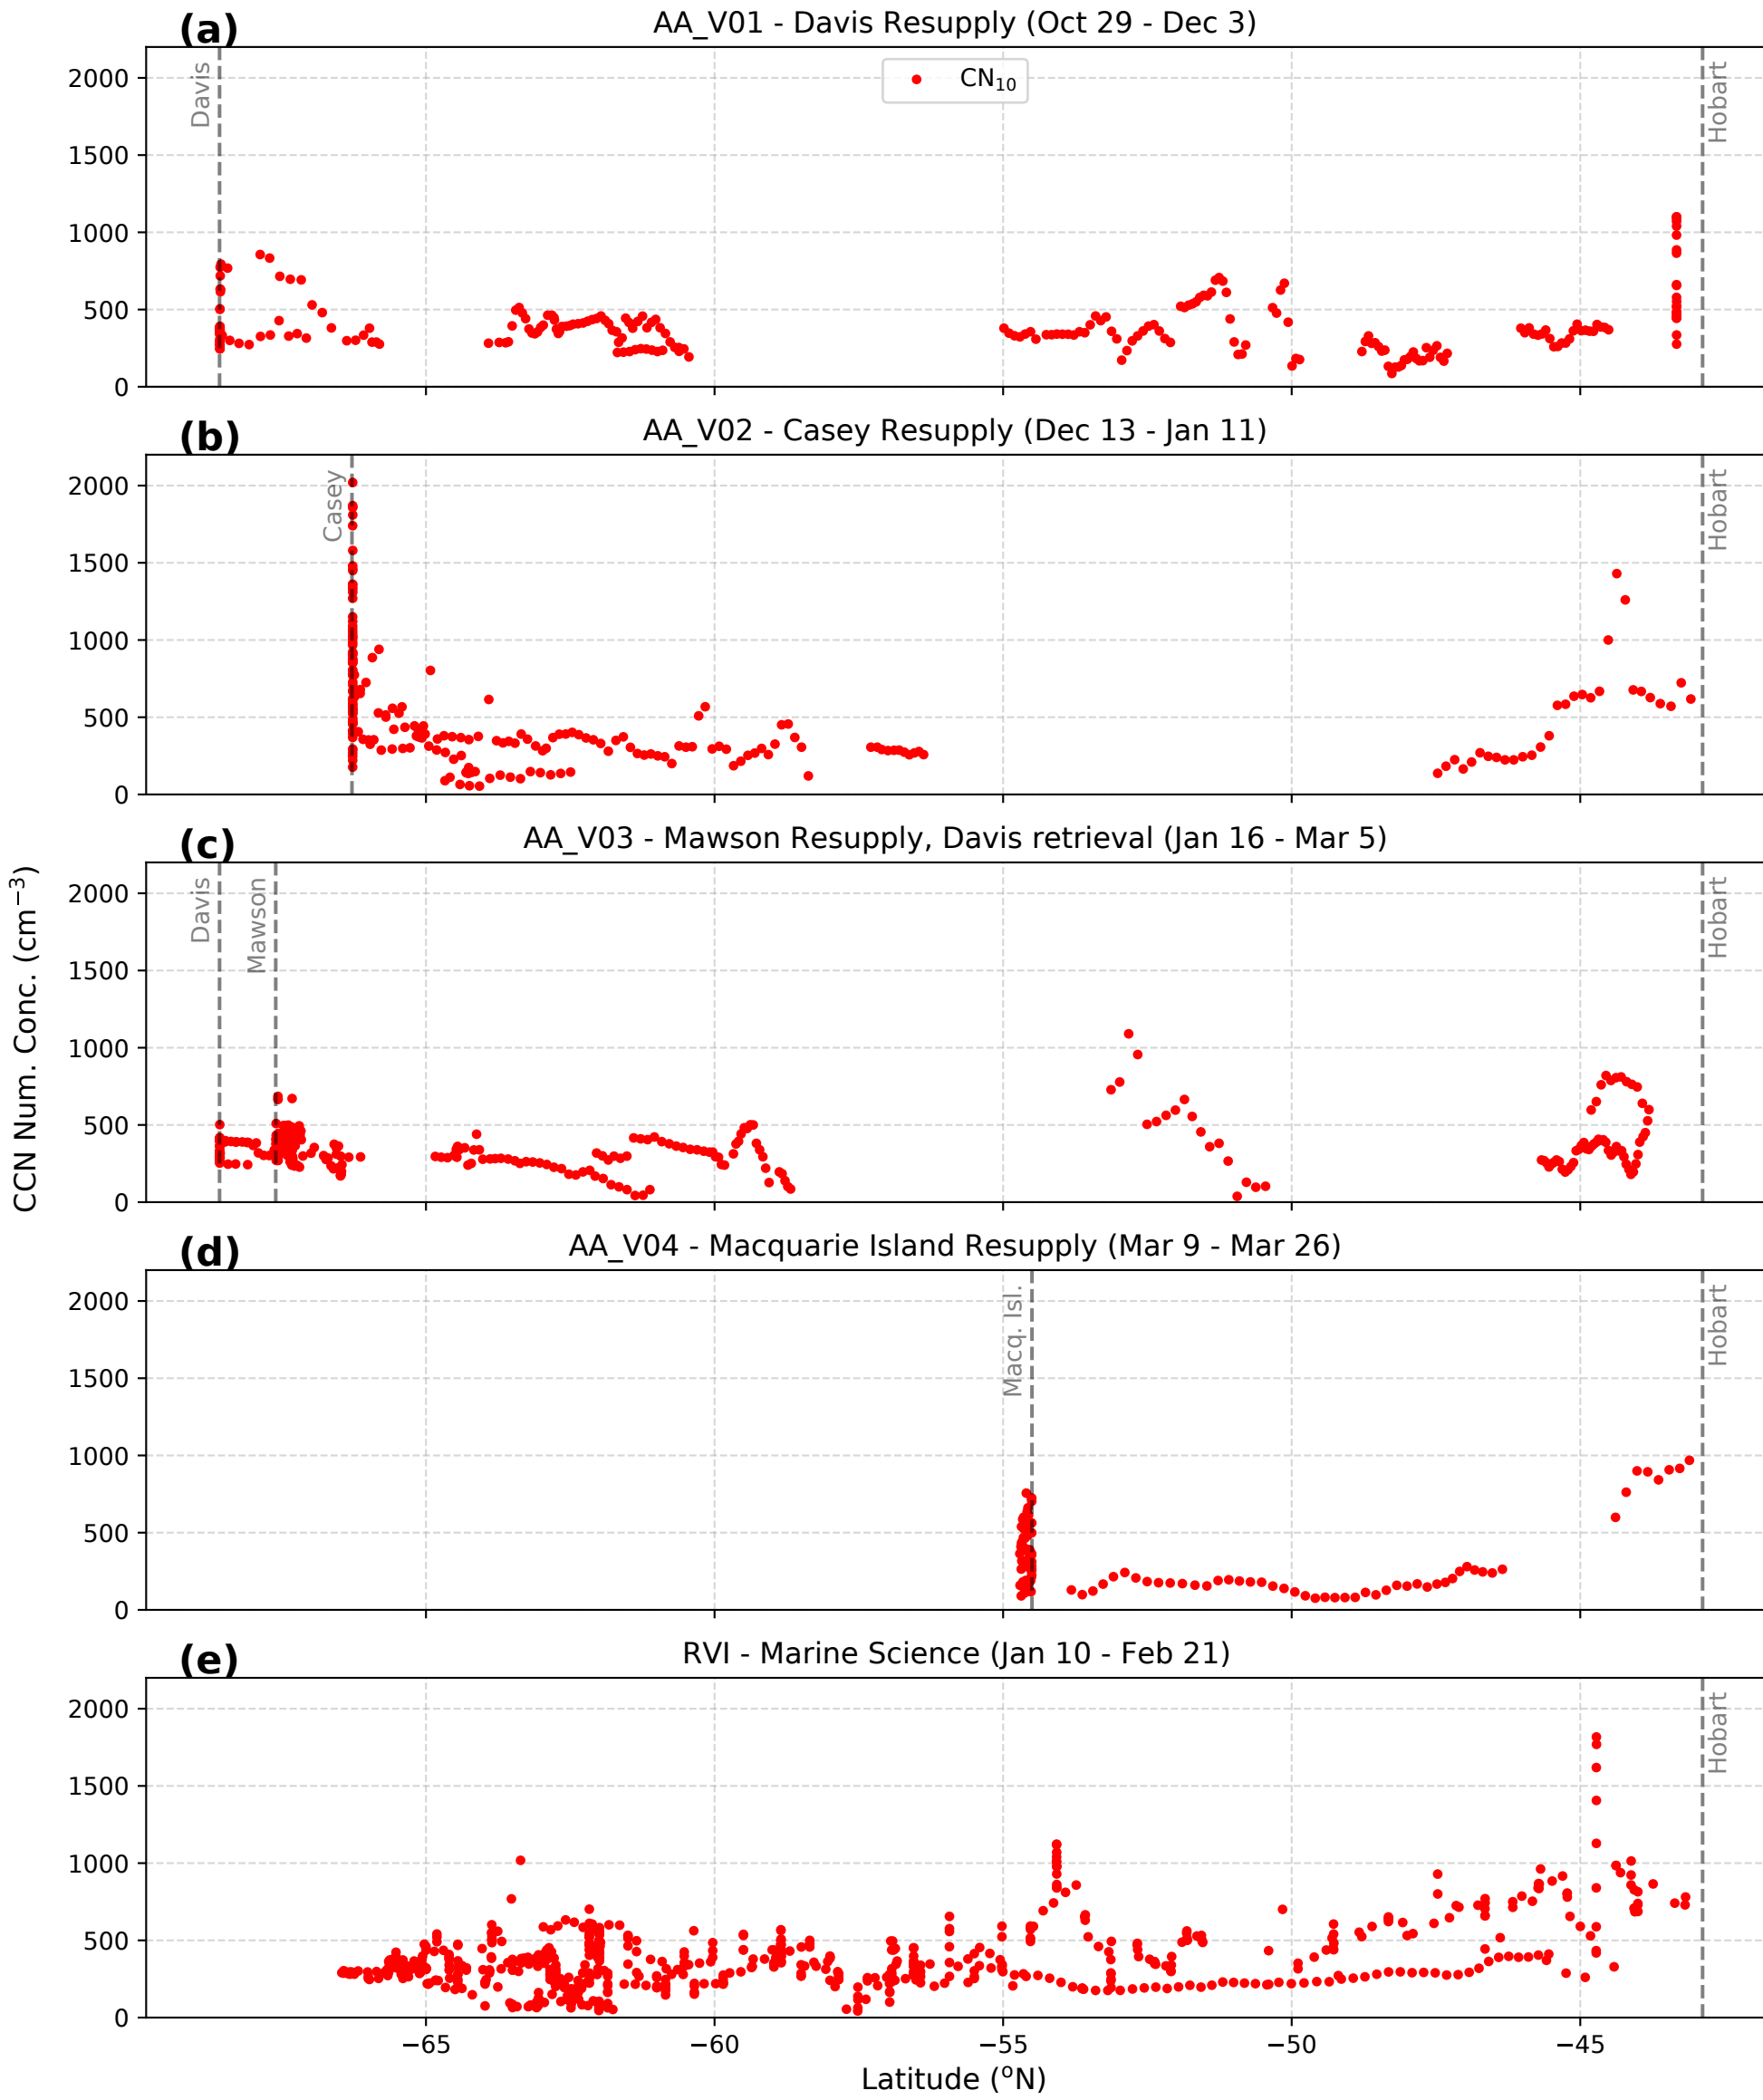 (a)
AA_V01 - Davis Resupply (Oct 29 - Dec 3)
2000
1500
1000
500
0
Davis
CN₁₀
Hobart
(b)
AA_V02 - Casey Resupply (Dec 13 - Jan 11)
2000
1500
1000
500
0
Casey
Hobart
(c)
AA_V03 - Mawson Resupply, Davis retrieval (Jan 16 - Mar 5)
2000
1500
1000
500
0
Davis
Mawson
Hobart
CCN Num. Conc. (cm⁻³)
(d)
AA_V04 - Macquarie Island Resupply (Mar 9 - Mar 26)
2000
1500
1000
500
0
Macq. Isl.
Hobart
(e)
RVI - Marine Science (Jan 10 - Feb 21)
2000
1500
1000
500
0
Hobart
−65 −60 −55 −50 −45
Latitude (°N)